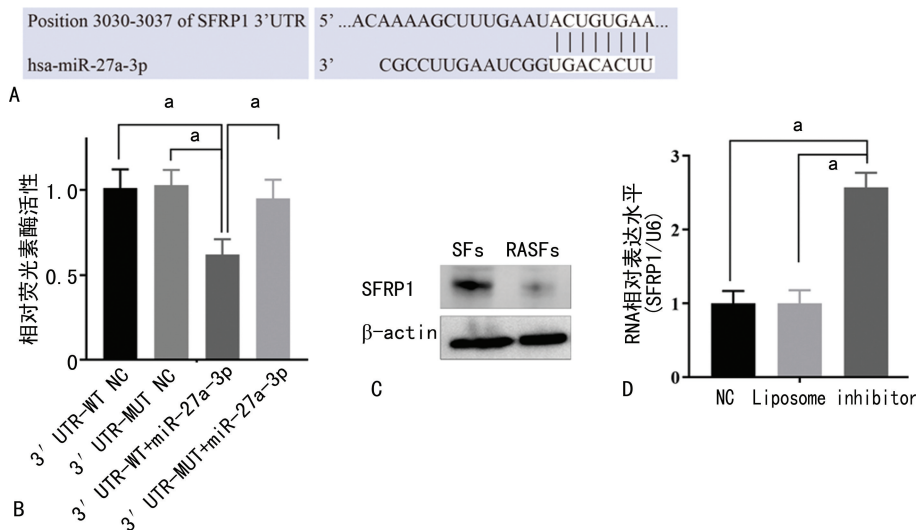 Position 3030-3037 of SFRP1 3'UTR 5' ...ACAAAAGCUUUGAAUACUGUGAA...
hsa-miR-27a-3p 3' CGCCUUGAAUCGGUGACACUU
A
a a
a
1.0
0.5
0
相对荧光素酶活性
3′ UTR-WT NC
3′ UTR-MUT NC
3′ UTR-WT+miR-27a-3p
3′ UTR-MUT+miR-27a-3p
B
SFs RASFs
SFRP1
β-actin
C
a
a
3
2
1
0
RNA相对表达水平
(SFRP1/U6)
NC Liposome inhibitor
D